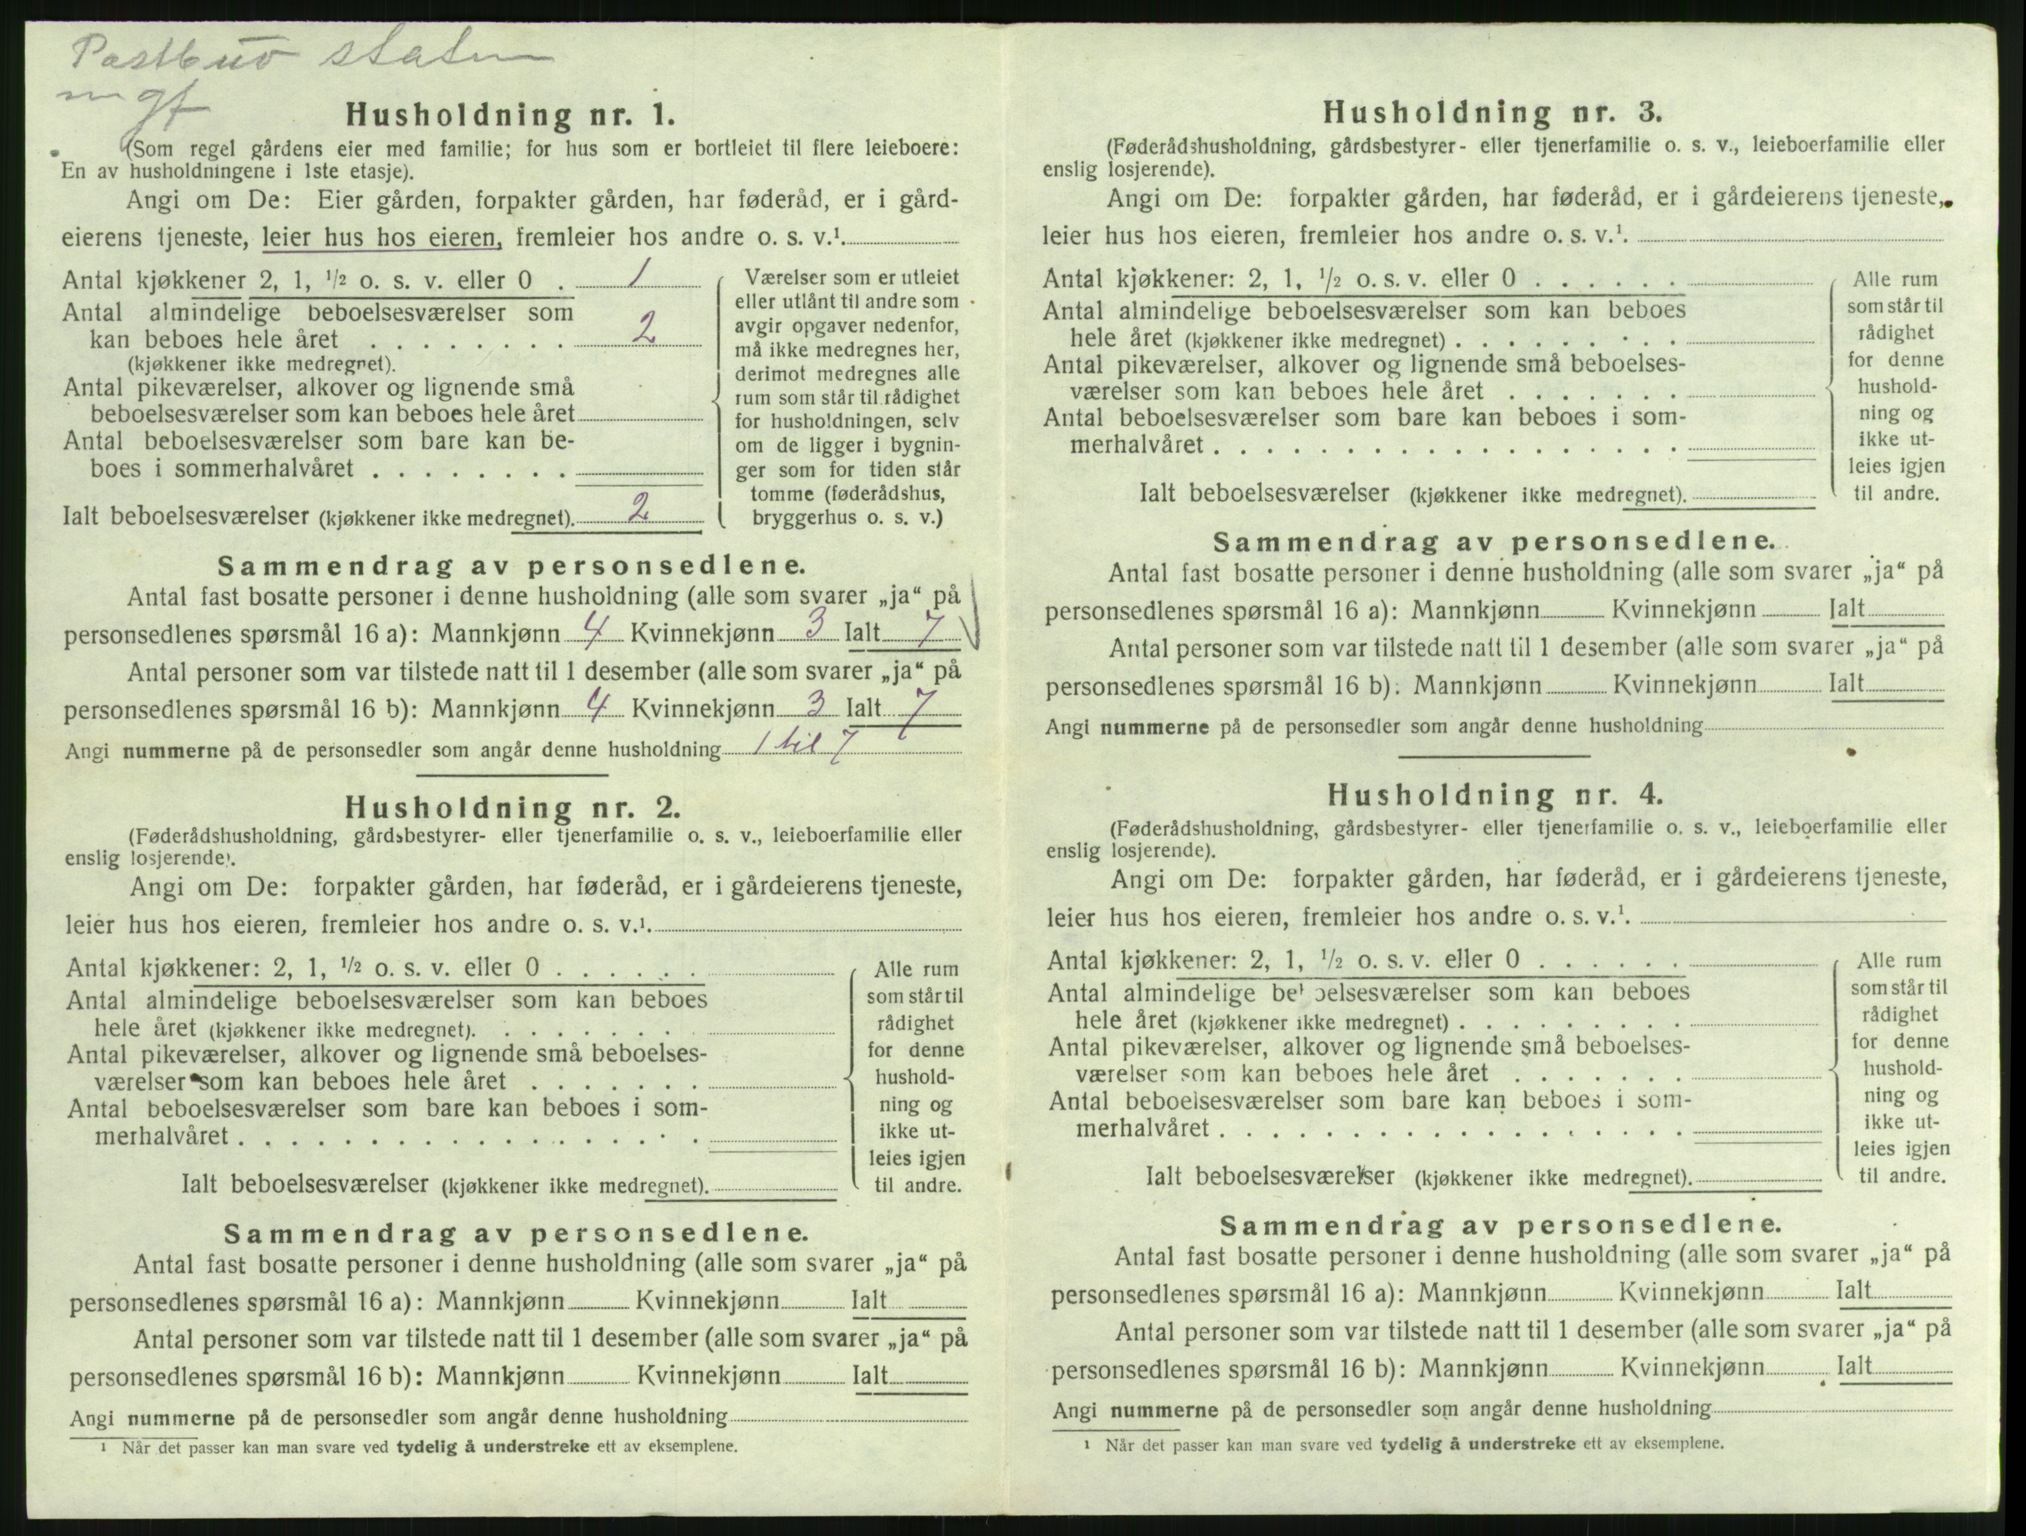 Husholdning nr. 1.
(Som regel gårdens eier med familie; for hus som er bortleiet til flere leieboere:
En av husholdningene i 1ste etasje).
Angi om De: Eier gården, forpakter gården, har føderåd, er i gård-
eierens tjeneste, leier hus hos eieren, fremleier hos andre o. s. v.¹.
Antal kjøkkener 2, 1, ½ o. s. v. eller 0 . 1
Antal almindelige beboelsesværelser som
kan beboes hele året . . . . . . . . 2
(kjøkkener ikke medregnet).
Antal pikeværelser, alkover og lignende små
beboelsesværelser som kan beboes hele året
Antal beboelsesværelser som bare kan be-
boes i sommerhalvåret . . . . . . . .
Ialt beboelsesværelser (kjøkkener ikke medregnet). 2
Værelser som er utleiet
eller utlånt til andre som
avgir opgaver nedenfor,
må ikke medregnes her,
derimot medregnes alle
rum som står til rådighet
for husholdningen, selv
om de ligger i bygnin-
ger som for tiden står
tomme (føderådshus,
bryggerhus o. s. v.)
Sammendrag av personsedlene.
Antal fast bosatte personer i denne husholdning (alle som svarer „ja“ på
personsedlenes spørsmål 16 a): Mannkjønn 4 Kvinnekjønn 3 Ialt 7
Antal personer som var tilstede natt til 1 desember (alle som svarer „ja“ på
personsedlenes spørsmål 16 b): Mannkjønn 4 Kvinnekjønn 3 Ialt 7
Angi nummerne på de personsedler som angår denne husholdning 1 til 7
Husholdning nr. 2.
(Føderådshusholdning, gårdsbestyrer- eller tjenerfamilie o. s. v., leieboerfamilie eller
enslig losjerende).
Angi om De: forpakter gården, har føderåd, er i gårdeierens tjeneste,
leier hus hos eieren, fremleier hos andre o. s. v.¹.
Antal kjøkkener: 2, 1, ½ o. s. v. eller 0 . . . . . .
Antal almindelige beboelsesværelser som kan beboes
hele året (kjøkkener ikke medregnet). . . . . . . . .
Antal pikeværelser, alkover og lignende små beboelses-
værelser som kan beboes hele året . . . . . . .
Antal beboelsesværelser som bare kan beboes i som-
merhalvåret . . . . . . . . . . . . . . . . . .
Ialt beboelsesværelser (kjøkkener ikke medregnet).
Alle rum
som står til
rådighet
for denne
hushold-
ning og
ikke ut-
leies igjen
til andre.
Sammendrag av personsedlene.
Antal fast bosatte personer i denne husholdning (alle som svarer „ja“ på
personsedlenes spørsmål 16 a): Mannkjønn Kvinnekjønn Ialt
Antal personer som var tilstede natt til 1 desember (alle som svarer „ja“ på
personsedlenes spørsmål 16 b): Mannkjønn Kvinnekjønn Ialt
Angi nummerne på de personsedler som angår denne husholdning
¹ Når det passer kan man svare ved tydelig å understreke ett av eksemplene.
Husholdning nr. 3.
(Føderådshusholdning, gårdsbestyrer- eller tjenerfamilie o. s. v., leieboerfamilie eller
enslig losjerende).
Angi om De: forpakter gården, har føderåd, er i gårdeierens tjeneste,
leier hus hos eieren, fremleier hos andre o. s. v.¹.
Antal kjøkkener: 2, 1, ½ o. s. v. eller 0 . . . . . .
Antal almindelige beboelsesværelser som kan beboes
hele året (kjøkkener ikke medregnet) . . . . . . . . .
Antal pikeværelser, alkover og lignende små beboelses-
værelser som kan beboes hele året . . . . . . .
Antal beboelsesværelser som bare kan beboes i som-
merhalvåret . . . . . . . . . . . . . . . . . .
Ialt beboelsesværelser (kjøkkener ikke medregnet).
Alle rum
som står til
rådighet
for denne
hushold-
ning og
ikke ut-
leies igjen
til andre.
Sammendrag av personsedlene.
Antal fast bosatte personer i denne husholdning (alle som svarer „ja“ på
personsedlenes spørsmål 16 a): Mannkjønn Kvinnekjønn Ialt
Antal personer som var tilstede natt til 1 desember (alle som svarer „ja“ på
personsedlenes spørsmål 16 b). Mannkjønn Kvinnekjønn Ialt
Angi nummerne på de personsedler som angår denne husholdning
Husholdning nr. 4.
(Føderådshusholdning, gårdsbestyrer- eller tjenerfamilie o. s. v., leieboerfamilie eller
enslig losjerende).
Angi om De: forpakter gården, har føderåd, er i gårdeierens tjeneste,
leier hus hos eieren, fremleier hos andre o. s. v.¹.
Antal kjøkkener: 2, 1, ½ o. s. v. eller 0 . . . . . .
Antal almindelige beboelsesværelser som kan beboes
hele året (kjøkkener ikke medregnet) . . . . . . . . .
Antal pikeværelser, alkover og lignende små beboelses-
værelser som kan beboes hele året . . . . . . .
Antal beboelsesværelser som bare kan beboes i som-
merhalvåret . . . . . . . . . . . . . . . . . .
Ialt beboelsesværelser (kjøkkener ikke medregnet).
Alle rum
som står til
rådighet
for denne
hushold-
ning og
ikke ut-
leies igjen
til andre.
Sammendrag av personsedlene.
Antal fast bosatte personer i denne husholdning (alle som svarer „ja“ på
personsedlenes spørsmål 16 a): Mannkjønn Kvinnekjønn Ialt
Antal personer som var tilstede natt til 1 desember (alle som svarer „ja“ på
personsedlenes spørsmål 16 b): Mannkjønn Kvinnekjønn Ialt
Angi nummerne på de personsedler som angår denne husholdning
¹ Når det passer kan man svare ved tydelig å understreke ett av eksemplene.